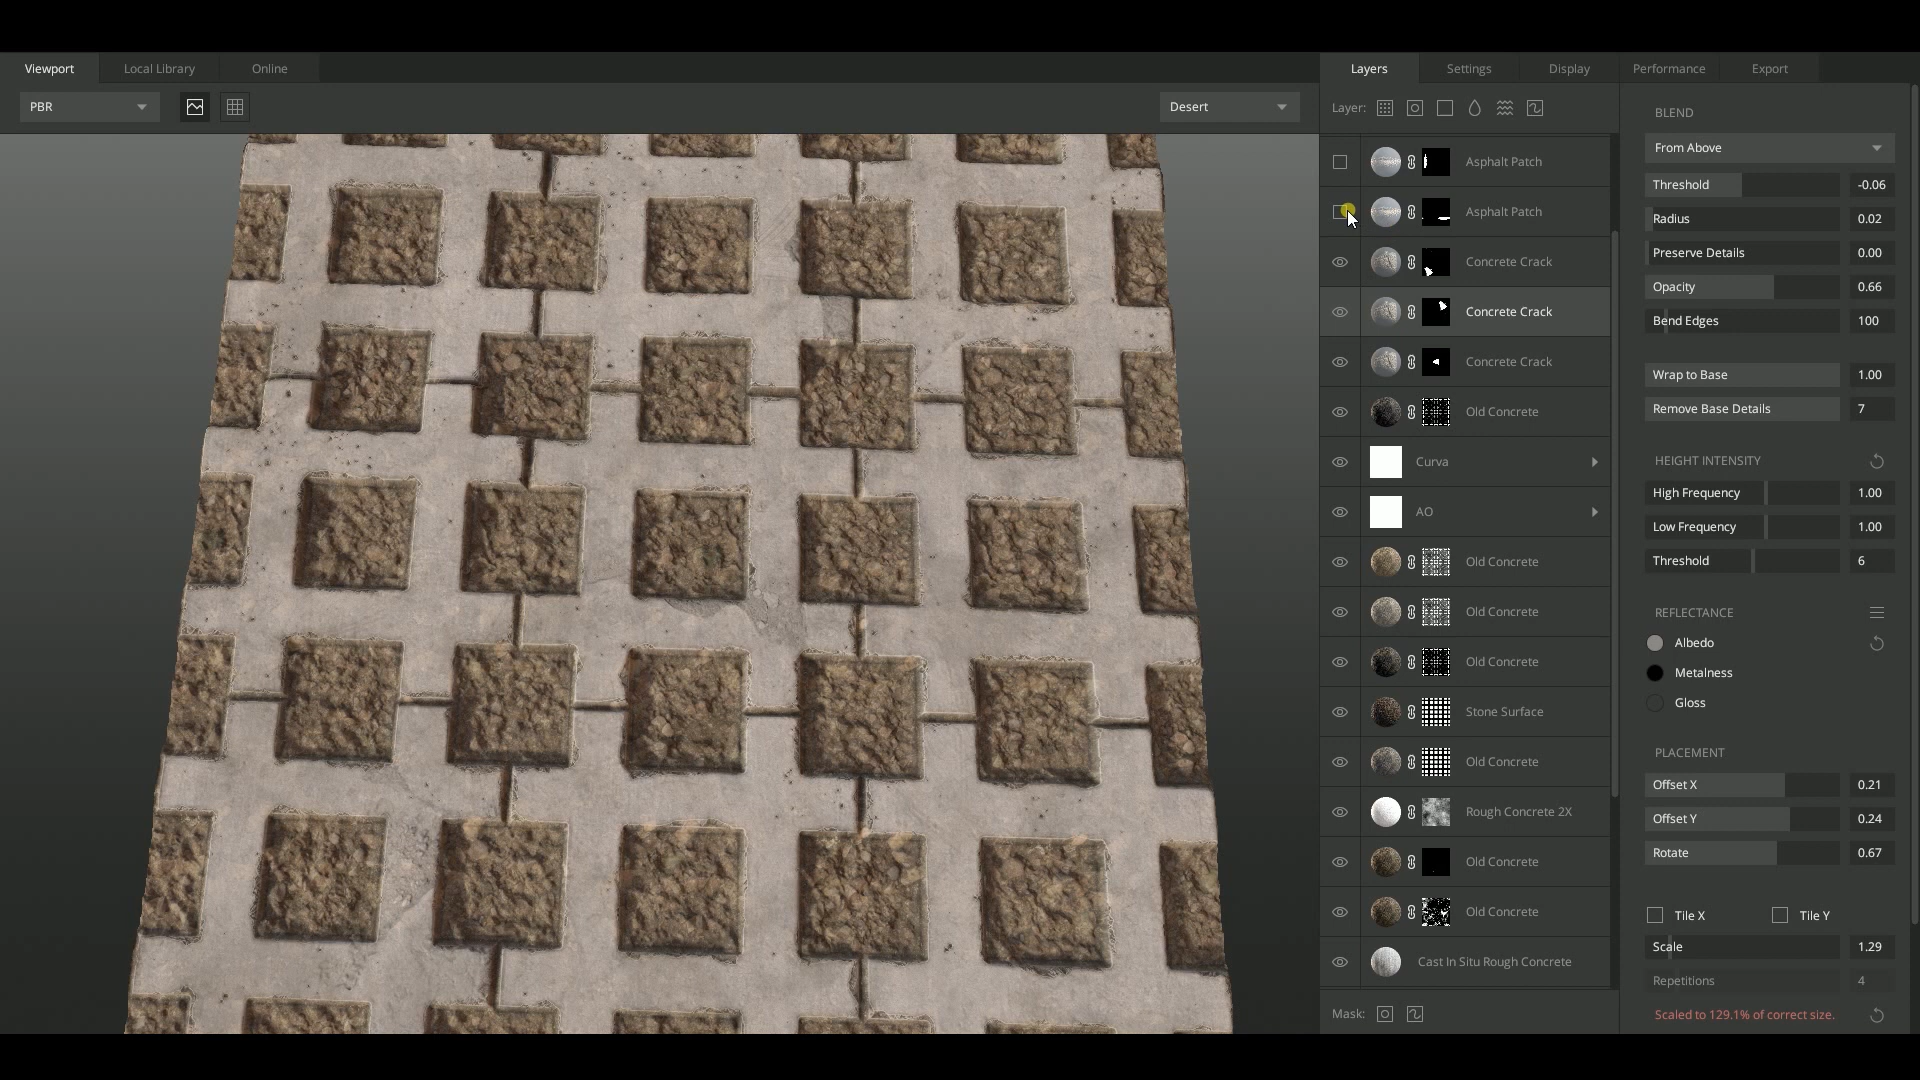 Viewport
Local Library
Online
PBR
Desert
Layers
Settings
Display
Performance
Export
Layer:
Asphalt Patch
Asphalt Patch
Concrete Crack
Concrete Crack
Concrete Crack
Old Concrete
Curva
AO
Old Concrete
Old Concrete
Old Concrete
Stone Surface
Old Concrete
Rough Concrete 2X
Old Concrete
Old Concrete
Cast In Situ Rough Concrete
Mask:
BLEND
From Above
Threshold -0.06
Radius 0.02
Preserve Details 0.00
Opacity 0.66
Bend Edges 100
Wrap to Base 1.00
Remove Base Details 7
HEIGHT INTENSITY
High Frequency 1.00
Low Frequency 1.00
Threshold 6
REFLECTANCE
Albedo
Metalness
Gloss
PLACEMENT
Offset X 0.21
Offset Y 0.24
Rotate 0.67
Tile X Tile Y
Scale 1.29
Repetitions 4
Scaled to 129.1% of correct size.